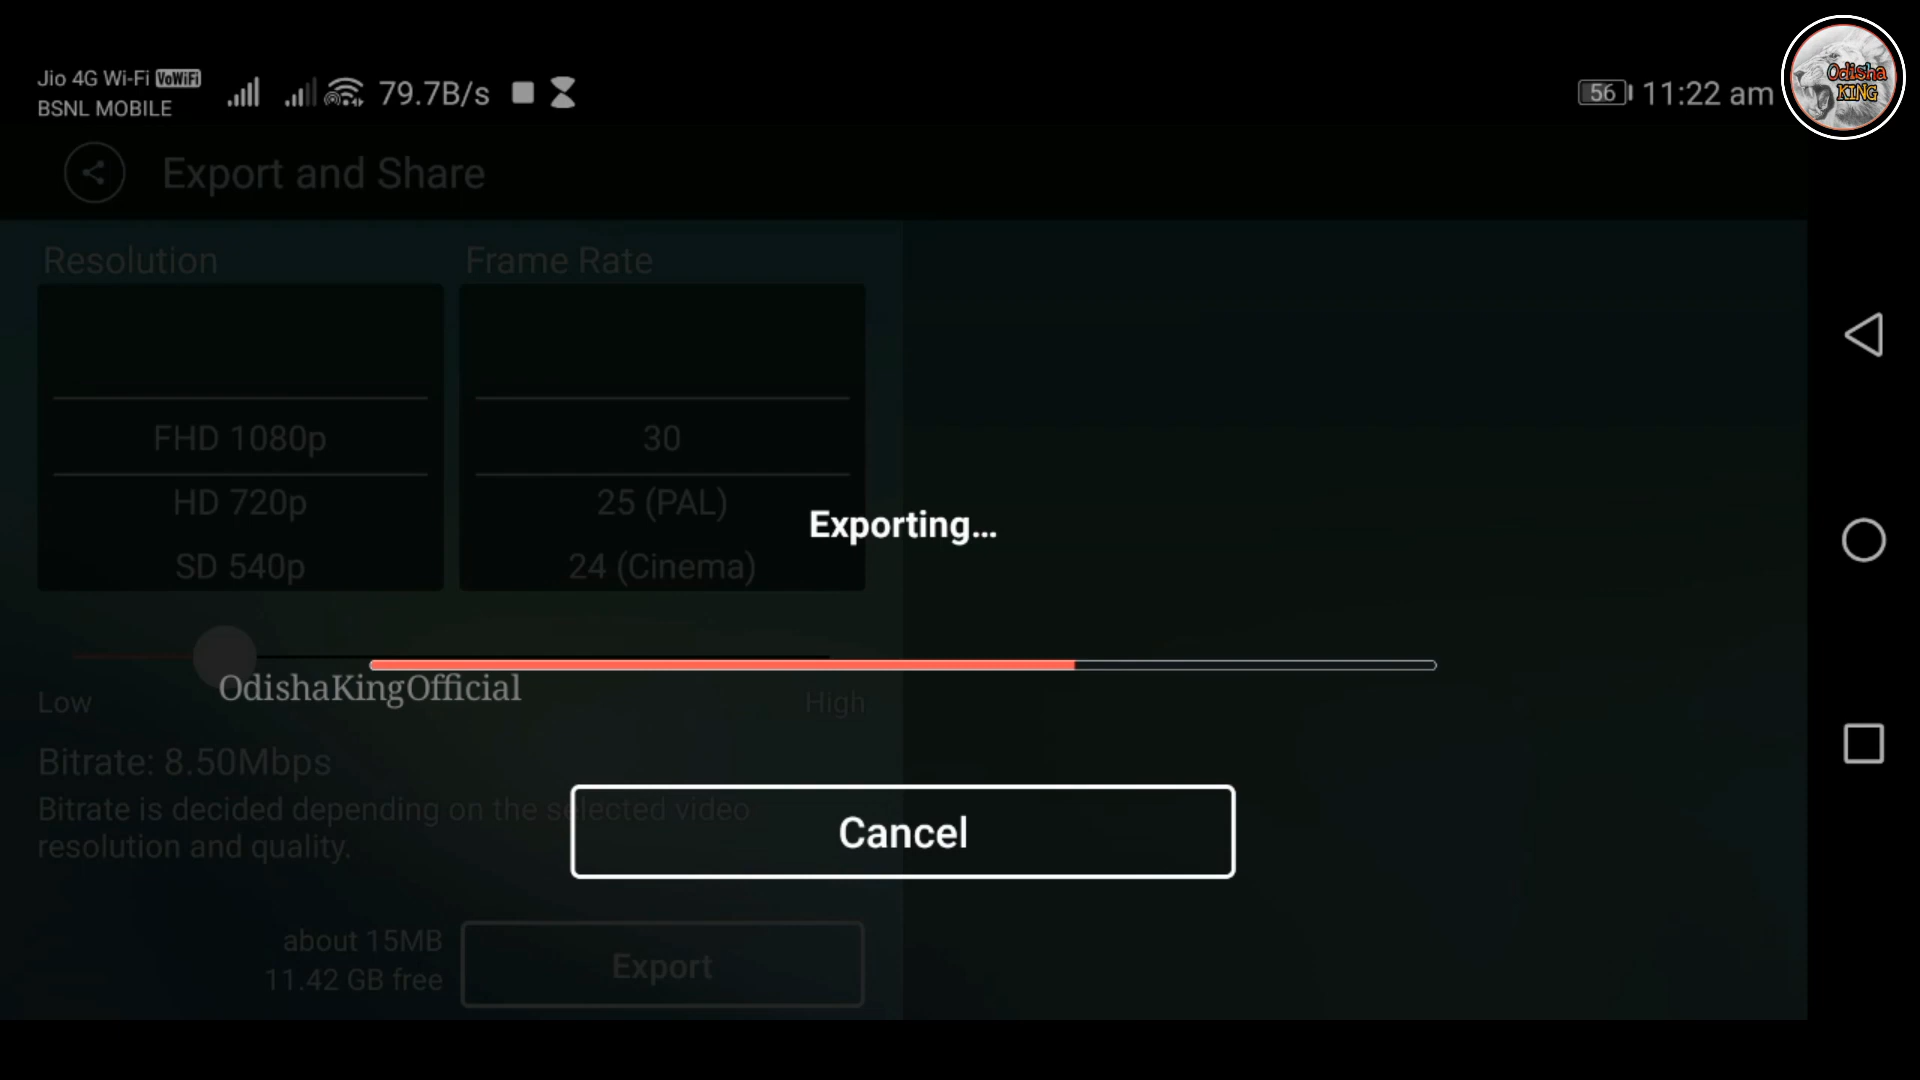 Jio 4G Wi-Fi VoWiFi
BSNL MOBILE
79.7B/s
56
11:22 am
Odisha
KING
Export and Share
Resolution
Frame Rate
FHD 1080p
30
HD 720p
25 (PAL)
SD 540p
24 (Cinema)
Exporting...
OdishaKingOfficial
Low
High
Bitrate: 8.50Mbps
Bitrate is decided depending on the selected video
resolution and quality.
Cancel
about 15MB
11.42 GB free
Export